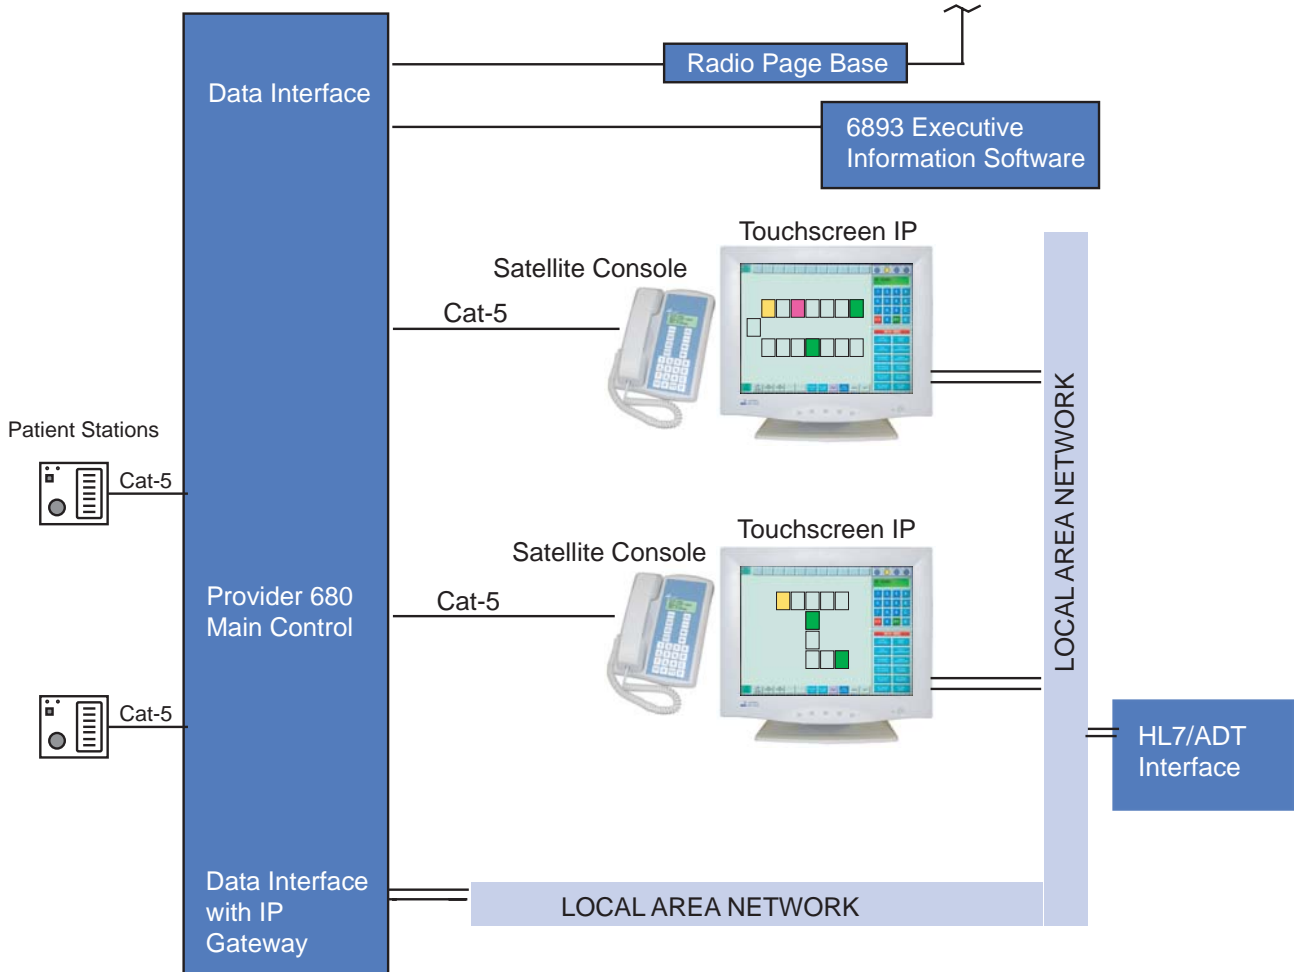 Radio Page Base
Data Interface
6893 Executive
Information Software
Touchscreen IP
Satellite Console
Cat-5
Patient Stations
Cat-5
LOCAL AREA NETWORK
Touchscreen IP
Satellite Console
Provider 680
Main Control
Cat-5
Cat-5
HL7/ADT
Interface
Data Interface
with IP
Gateway
LOCAL AREA NETWORK